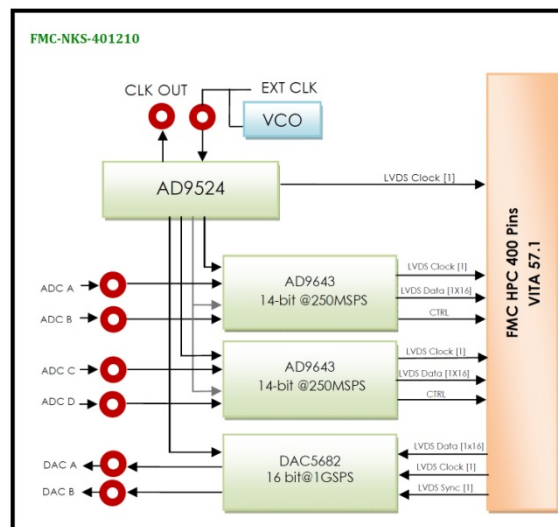 FMC-NKS-401210
CLK OUT
EXT CLK
VCO
AD9524
LVDS Clock [1]
ADC A
ADC B
AD9643
14-bit @250MSPS
LVDS Clock [1]
LVDS Data [1X16]
CTRL
ADC C
ADC D
AD9643
14-bit @250MSPS
LVDS Clock [1]
LVDS Data [1X16]
CTRL
DAC A
DAC B
DAC5682
16 bit@1GSPS
LVDS Data [1x16]
LVDS Clock [1]
LVDS Sync [1]
FMC HPC 400 Pins
VITA 57.1